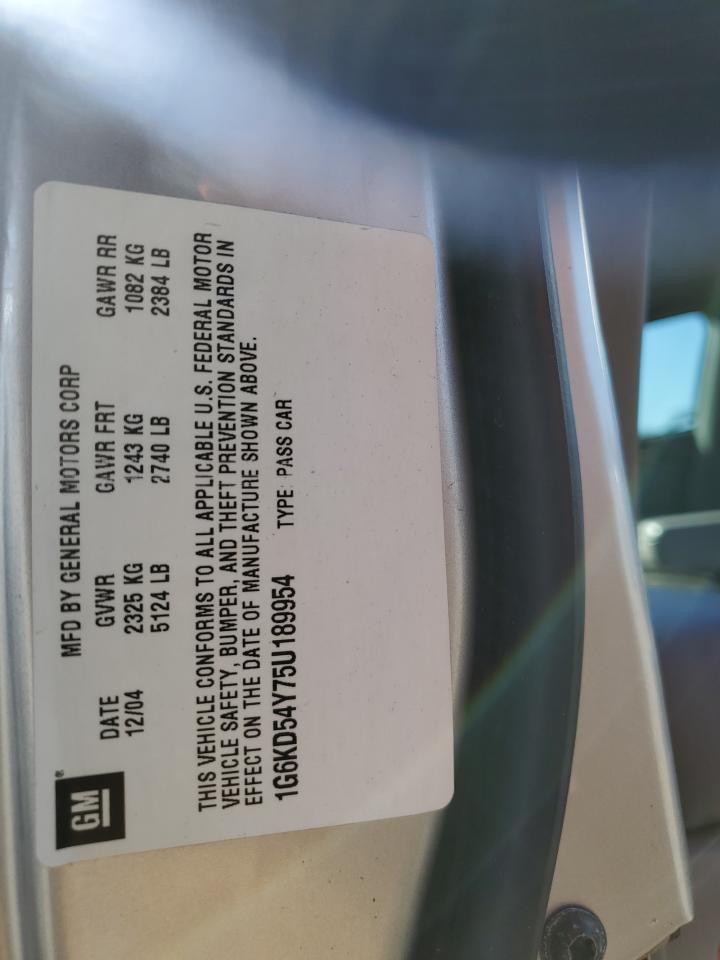 GM®
MFD BY GENERAL MOTORS CORP
DATE GVWR GAWR FRT GAWR RR
12/04 2325 KG 1243 KG 1082 KG
5124 LB 2740 LB 2384 LB
THIS VEHICLE CONFORMS TO ALL APPLICABLE U.S. FEDERAL MOTOR
VEHICLE SAFETY, BUMPER, AND THEFT PREVENTION STANDARDS IN
EFFECT ON THE DATE OF MANUFACTURE SHOWN ABOVE.
1G6KD54Y75U189954 TYPE: PASS CAR